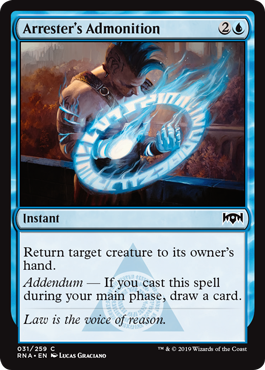 Arrester's Admonition 2
Instant
Return target creature to its owner's
hand.
Addendum — If you cast this spell
during your main phase, draw a card.
Law is the voice of reason.
031/259 C
RNA • EN LUCAS GRACIANO
™ & © 2019 Wizards of the Coast